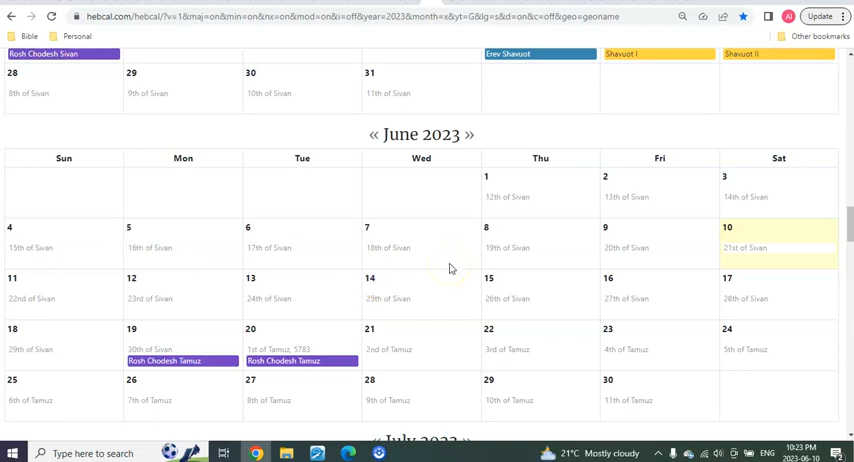 hebcal.com/hebcal/?v=1&maj=on&min=on&nx=on&mod=on&i=off&year=2023&month=x&yt=G&lg=s&d=on&c=off&geo=geoname
AI
Update
Bible
Personal
Other bookmarks
Rosh Chodesh Sivan
Erev Shavuot
Shavuot I
Shavuot II
28
29
30
31
8th of Sivan
9th of Sivan
10th of Sivan
11th of Sivan
« June 2023 »
Sun
Mon
Tue
Wed
Thu
Fri
Sat
1
2
3
12th of Sivan
13th of Sivan
14th of Sivan
4
5
6
7
8
9
10
15th of Sivan
16th of Sivan
17th of Sivan
18th of Sivan
19th of Sivan
20th of Sivan
21st of Sivan
11
12
13
14
15
16
17
22nd of Sivan
23rd of Sivan
24th of Sivan
25th of Sivan
26th of Sivan
27th of Sivan
28th of Sivan
18
19
20
21
22
23
24
29th of Sivan
30th of Sivan
1st of Tamuz, 5783
2nd of Tamuz
3rd of Tamuz
4th of Tamuz
5th of Tamuz
Rosh Chodesh Tamuz
Rosh Chodesh Tamuz
25
26
27
28
29
30
6th of Tamuz
7th of Tamuz
8th of Tamuz
9th of Tamuz
10th of Tamuz
11th of Tamuz
« July 2023 »
Type here to search
21°C Mostly cloudy
ENG
10:23 PM
2023-06-10
2